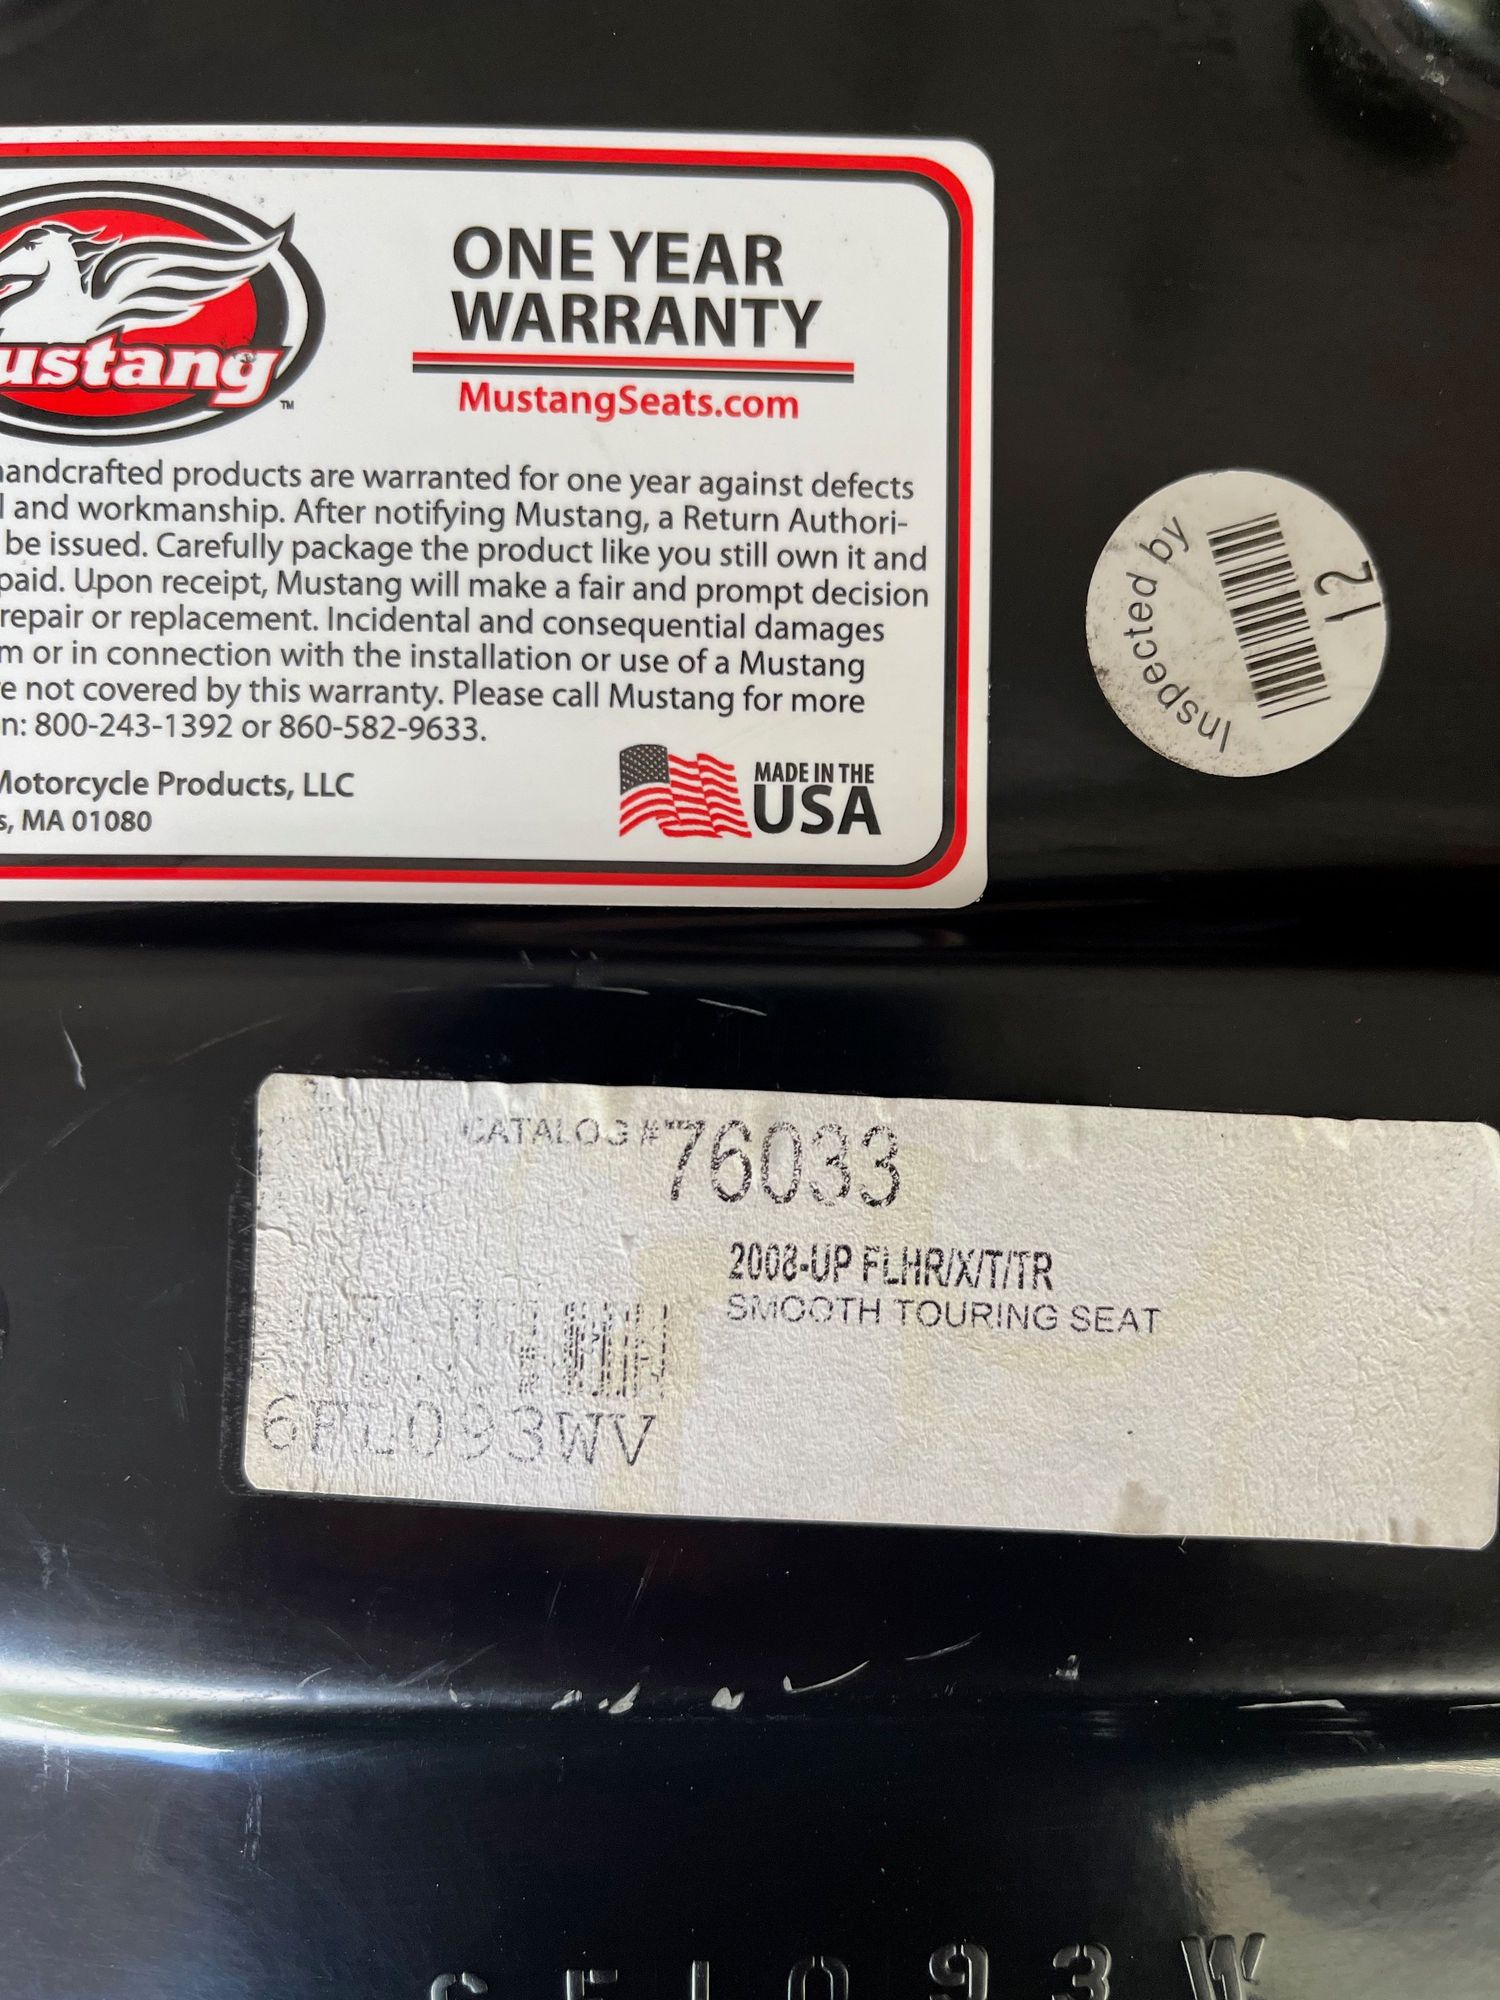 ustang
™
ONE YEAR
WARRANTY
MustangSeats.com
handcrafted products are warranted for one year against defects
l and workmanship. After notifying Mustang, a Return Authori-
be issued. Carefully package the product like you still own it and
paid. Upon receipt, Mustang will make a fair and prompt decision
repair or replacement. Incidental and consequential damages
m or in connection with the installation or use of a Mustang
re not covered by this warranty. Please call Mustang for more
n: 800-243-1392 or 860-582-9633.
Motorcycle Products, LLC
s, MA 01080
MADE IN THE
USA
Inspected by
12
CATALOG # 76033
2008-UP FLHR/X/T/TR
SMOOTH TOURING SEAT
6FL093WV